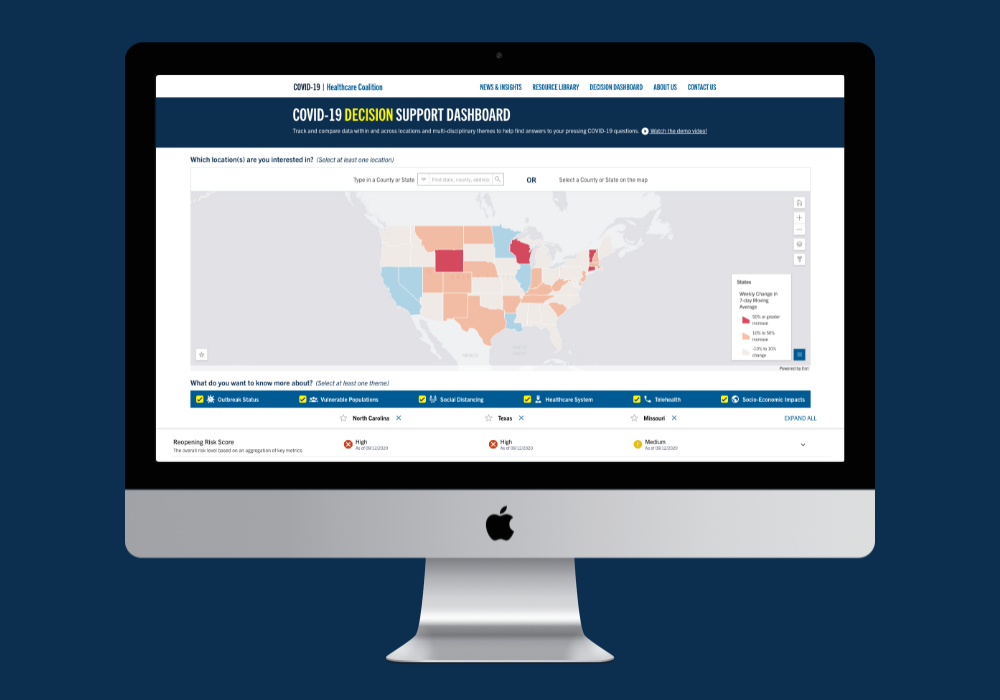 COVID-19 | Healthcare Coalition
NEWS & INSIGHTS RESOURCE LIBRARY DECISION DASHBOARD ABOUT US CONTACT US
COVID-19 DECISION SUPPORT DASHBOARD
Track and compare data within and across locations and multi-disciplinary themes to help find answers to your pressing COVID-19 questions. Watch the demo video!
Which location(s) are you interested in? (Select at least one location)
Type in a County or State Find state, county, address OR Select a County or State on the map
States
Weekly Change in
7-day Moving
Average
50% or greater
increase
10% to 50%
increase
-10% to 10%
change
Mexico
Powered by Esri
What do you want to know more about? (Select at least one theme)
Outbreak Status Vulnerable Populations Social Distancing Healthcare System Telehealth Socio-Economic Impacts
North Carolina Texas Missouri EXPAND ALL
Reopening Risk Score
The overall risk level based on an aggregation of key metrics
High
As of 09/12/2020
High
As of 09/12/2020
Medium
As of 09/12/2020